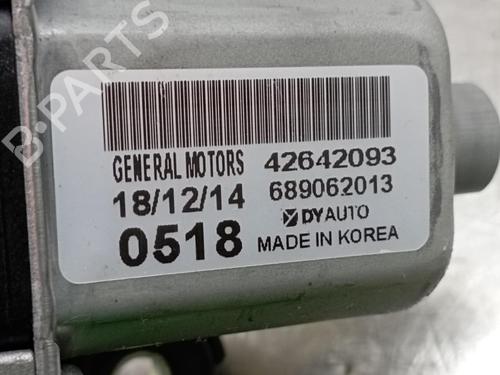 B-PARTS
GENERAL MOTORS 42642093
18/12/14 689062013
DYAUTO
0518 MADE IN KOREA